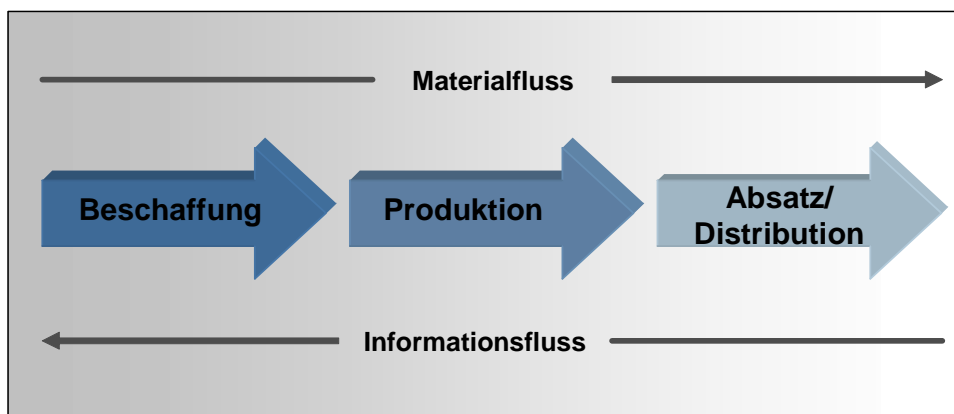 Materialfluss
Beschaffung
Produktion
Absatz/
Distribution
Informationsfluss